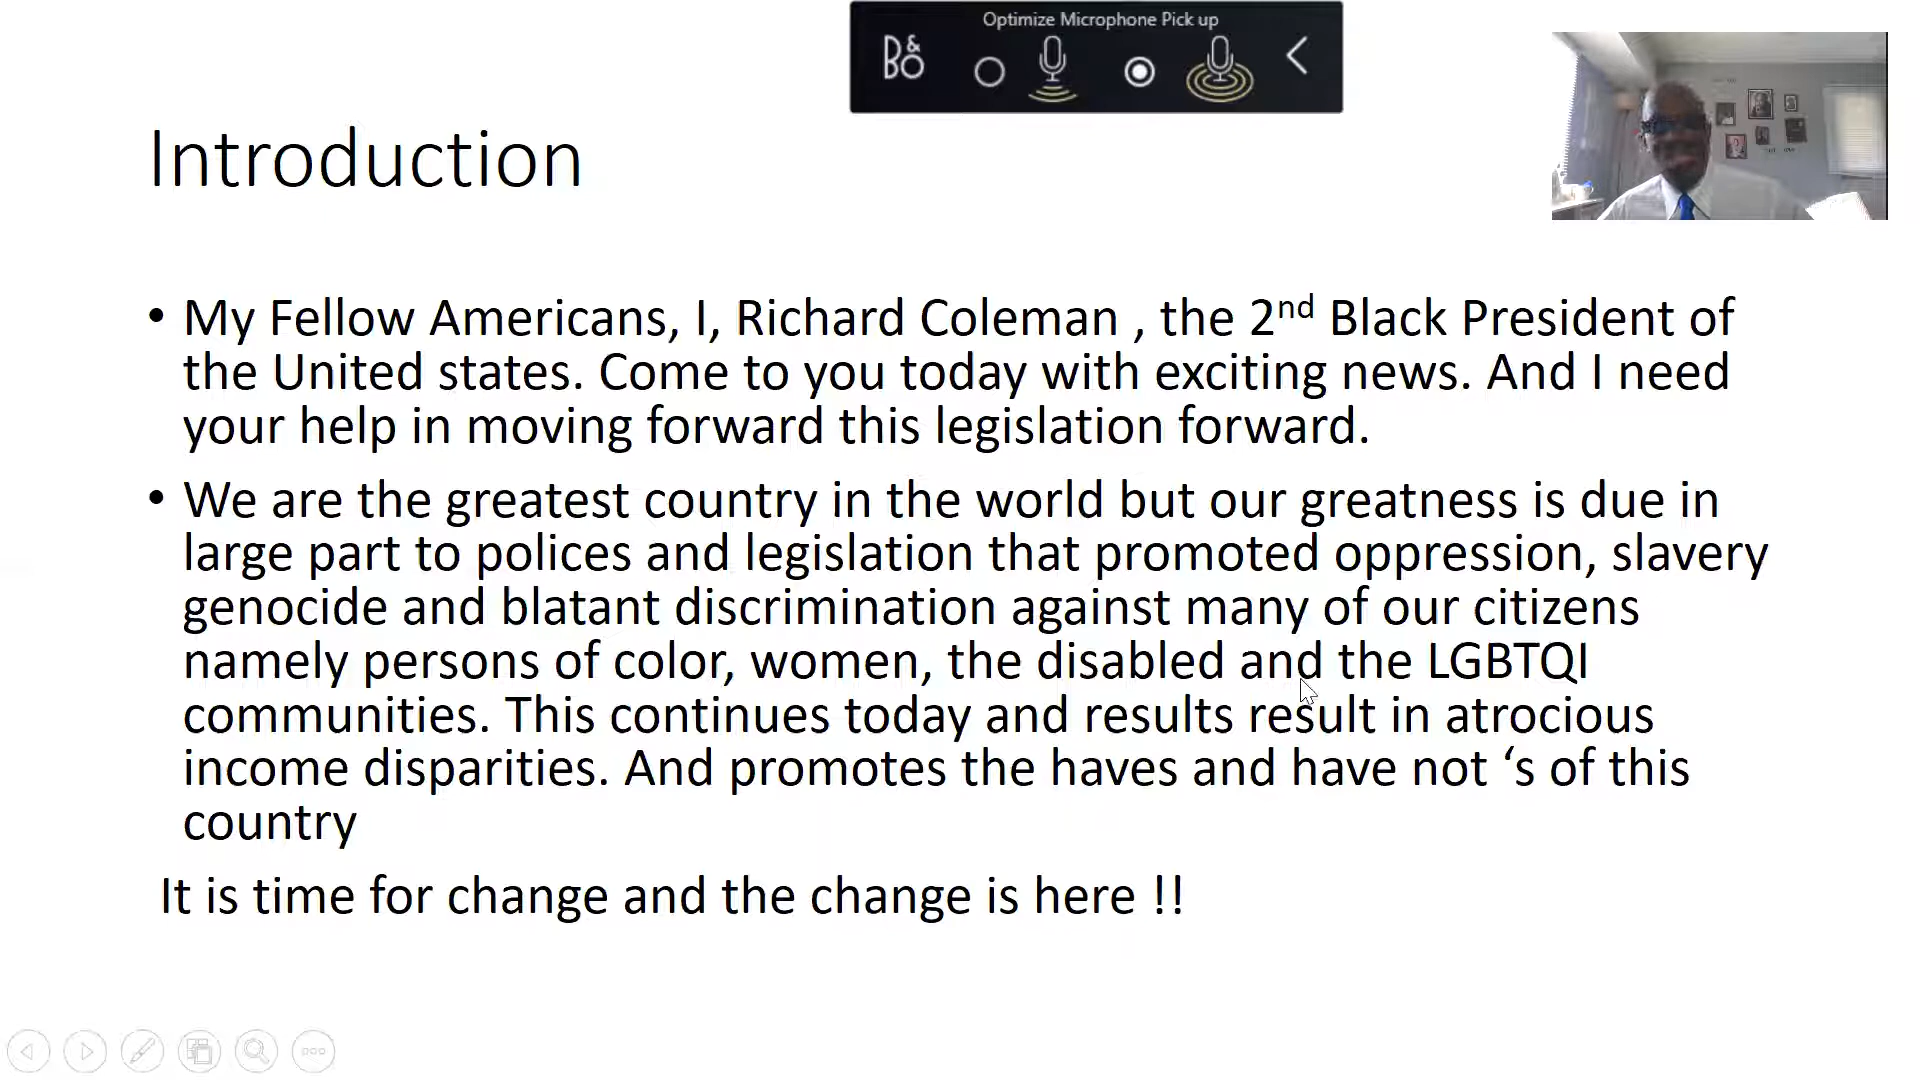 Optimize Microphone Pick up
B&O
Introduction
• My Fellow Americans, I, Richard Coleman , the 2nd Black President of
the United states. Come to you today with exciting news. And I need
your help in moving forward this legislation forward.
• We are the greatest country in the world but our greatness is due in
large part to polices and legislation that promoted oppression, slavery
genocide and blatant discrimination against many of our citizens
namely persons of color, women, the disabled and the LGBTQI
communities. This continues today and results result in atrocious
income disparities. And promotes the haves and have not ‘s of this
country
It is time for change and the change is here !!